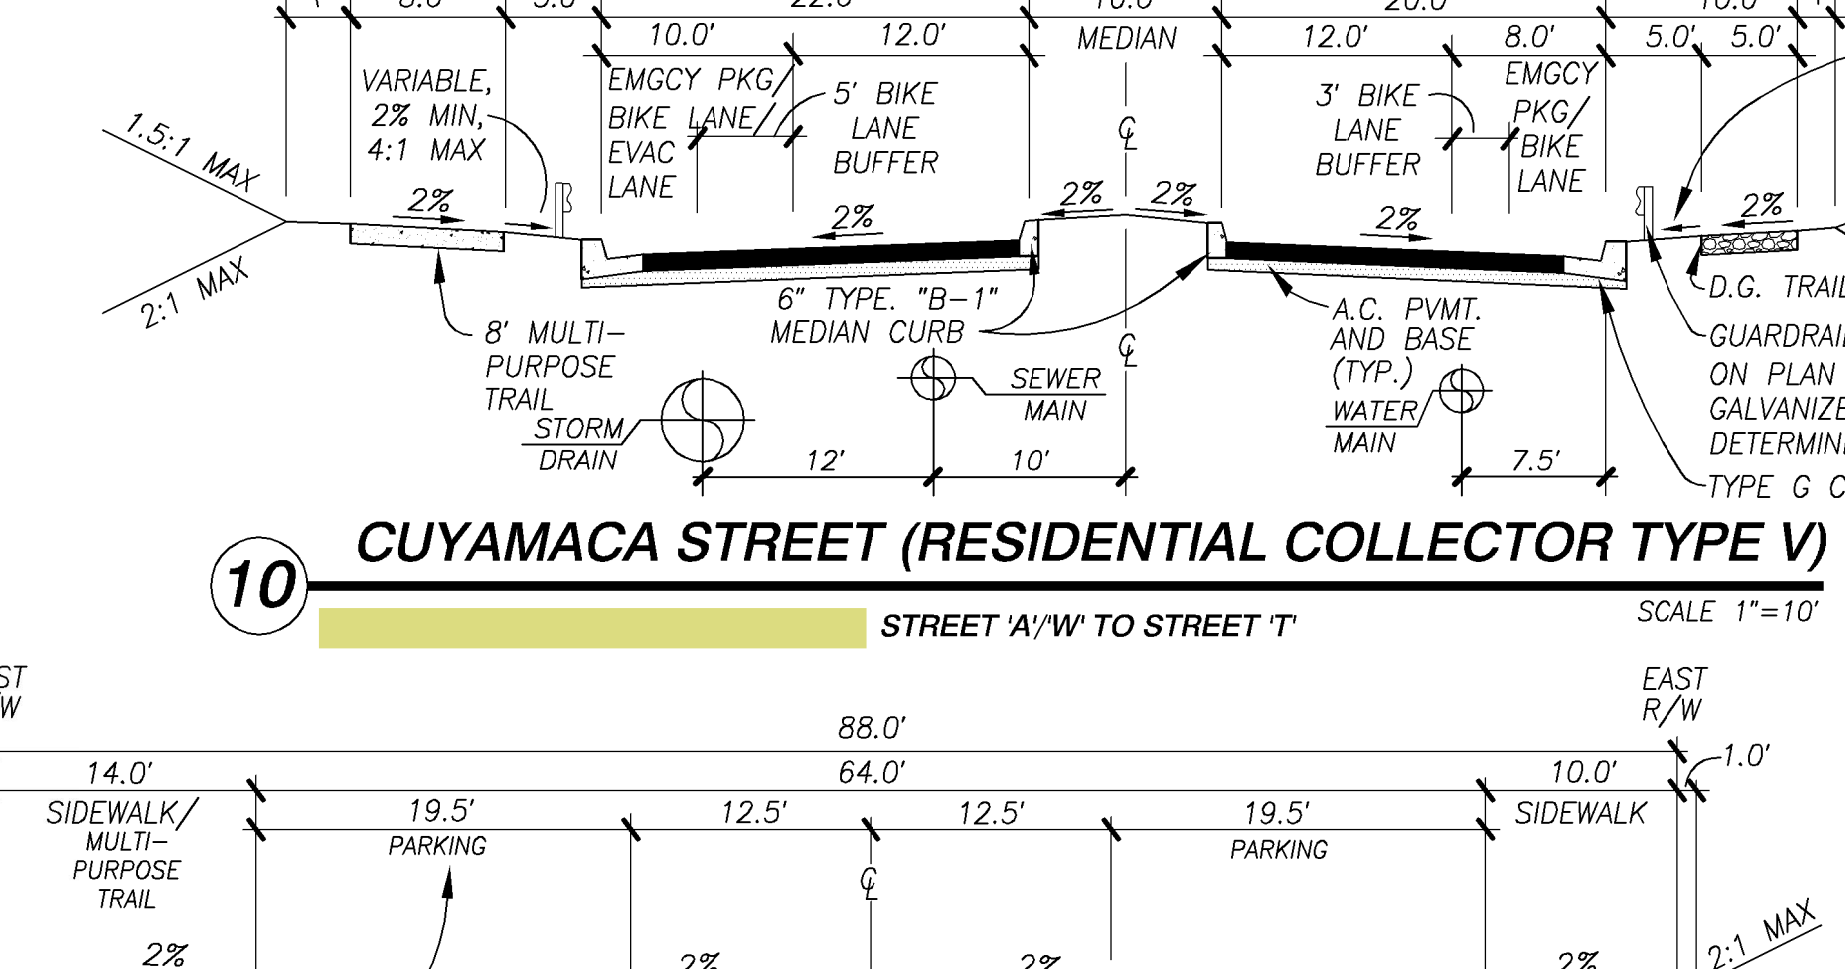 10.0' 12.0' MEDIAN 12.0' 8.0' 5.0' 5.0'
VARIABLE,
2% MIN,
4:1 MAX
EMGCY PKG/
BIKE LANE/
EVAC
LANE
5' BIKE
LANE
BUFFER
℄
3' BIKE
LANE
BUFFER
EMGCY
PKG/
BIKE
LANE
1.5:1 MAX
2%
2%
2%
2%
2%
2%
2:1 MAX
8' MULTI-
PURPOSE
TRAIL
6" TYPE. "B-1"
MEDIAN CURB
℄
A.C. PVMT.
AND BASE
(TYP.)
D.G. TRAIL
ON PLAN
TYPE G C
STORM
DRAIN
SEWER
MAIN
WATER
MAIN
12' 10' 7.5'
10
CUYAMACA STREET (RESIDENTIAL COLLECTOR TYPE V)
STREET 'A'/'W' TO STREET 'T'
SCALE 1"=10'
EAST
R/W
88.0'
1.0'
14.0' 64.0' 10.0'
SIDEWALK/
MULTI-
PURPOSE
TRAIL
19.5' 12.5' 12.5' 19.5'
SIDEWALK
PARKING PARKING
℄
2% 2% 2% 2%
2:1 MAX